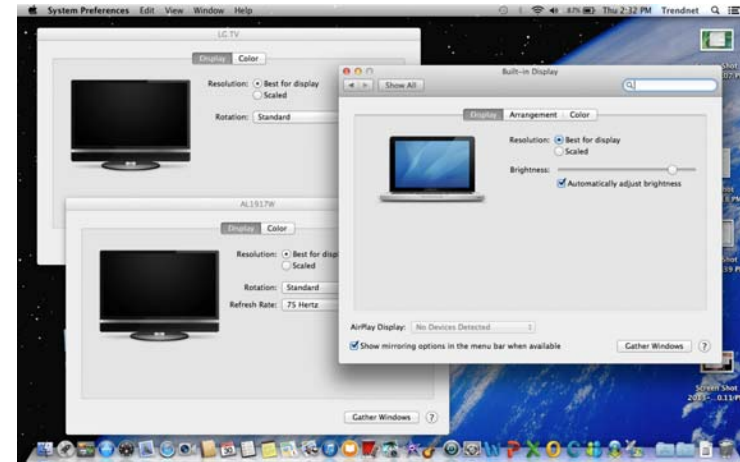 System Preferences Edit View Window Help
87% Thu 2:32 PM Trendnet
LC TV
Display Color
Resolution: Best for display
Scaled
Rotation: Standard
AL1917W
Display Color
Resolution: Best for disp
Scaled
Rotation: Standard
Refresh Rate: 75 Hertz
Gather Windows ?
Built-in Display
Show All
Display Arrangement Color
Resolution: Best for display
Scaled
Brightness:
Automatically adjust brightness
AirPlay Display: No Devices Detected
Show mirroring options in the menu bar when available
Gather Windows ?
Screen Shot